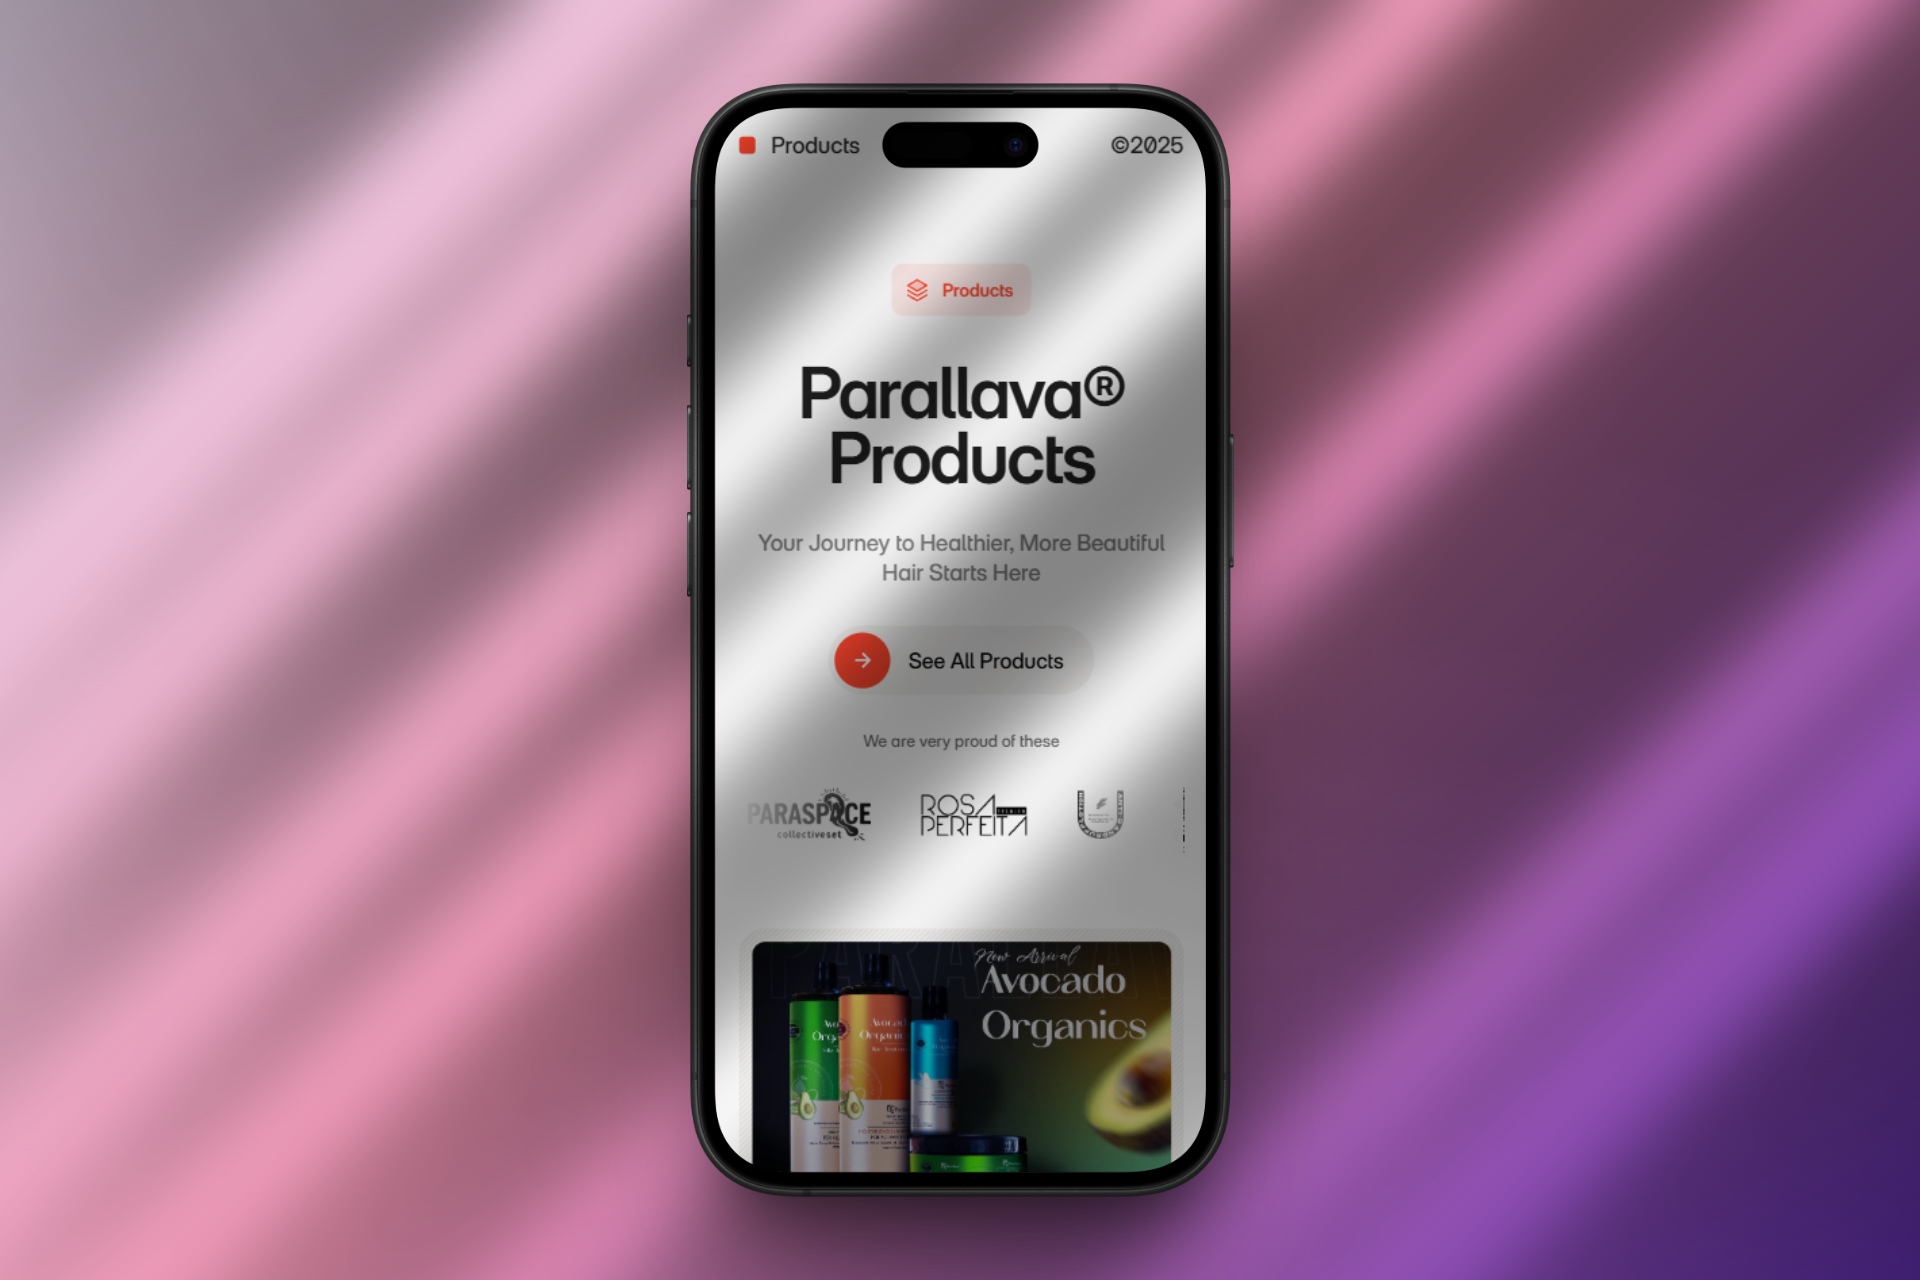 Products
©2025
Products
Parallava®
Products
Your Journey to Healthier, More Beautiful
Hair Starts Here
See All Products
We are very proud of these
PARASPACE
collectiveset
ROSA
PERFEITA
PREMIUM
New Arrival
Avocado
Organics